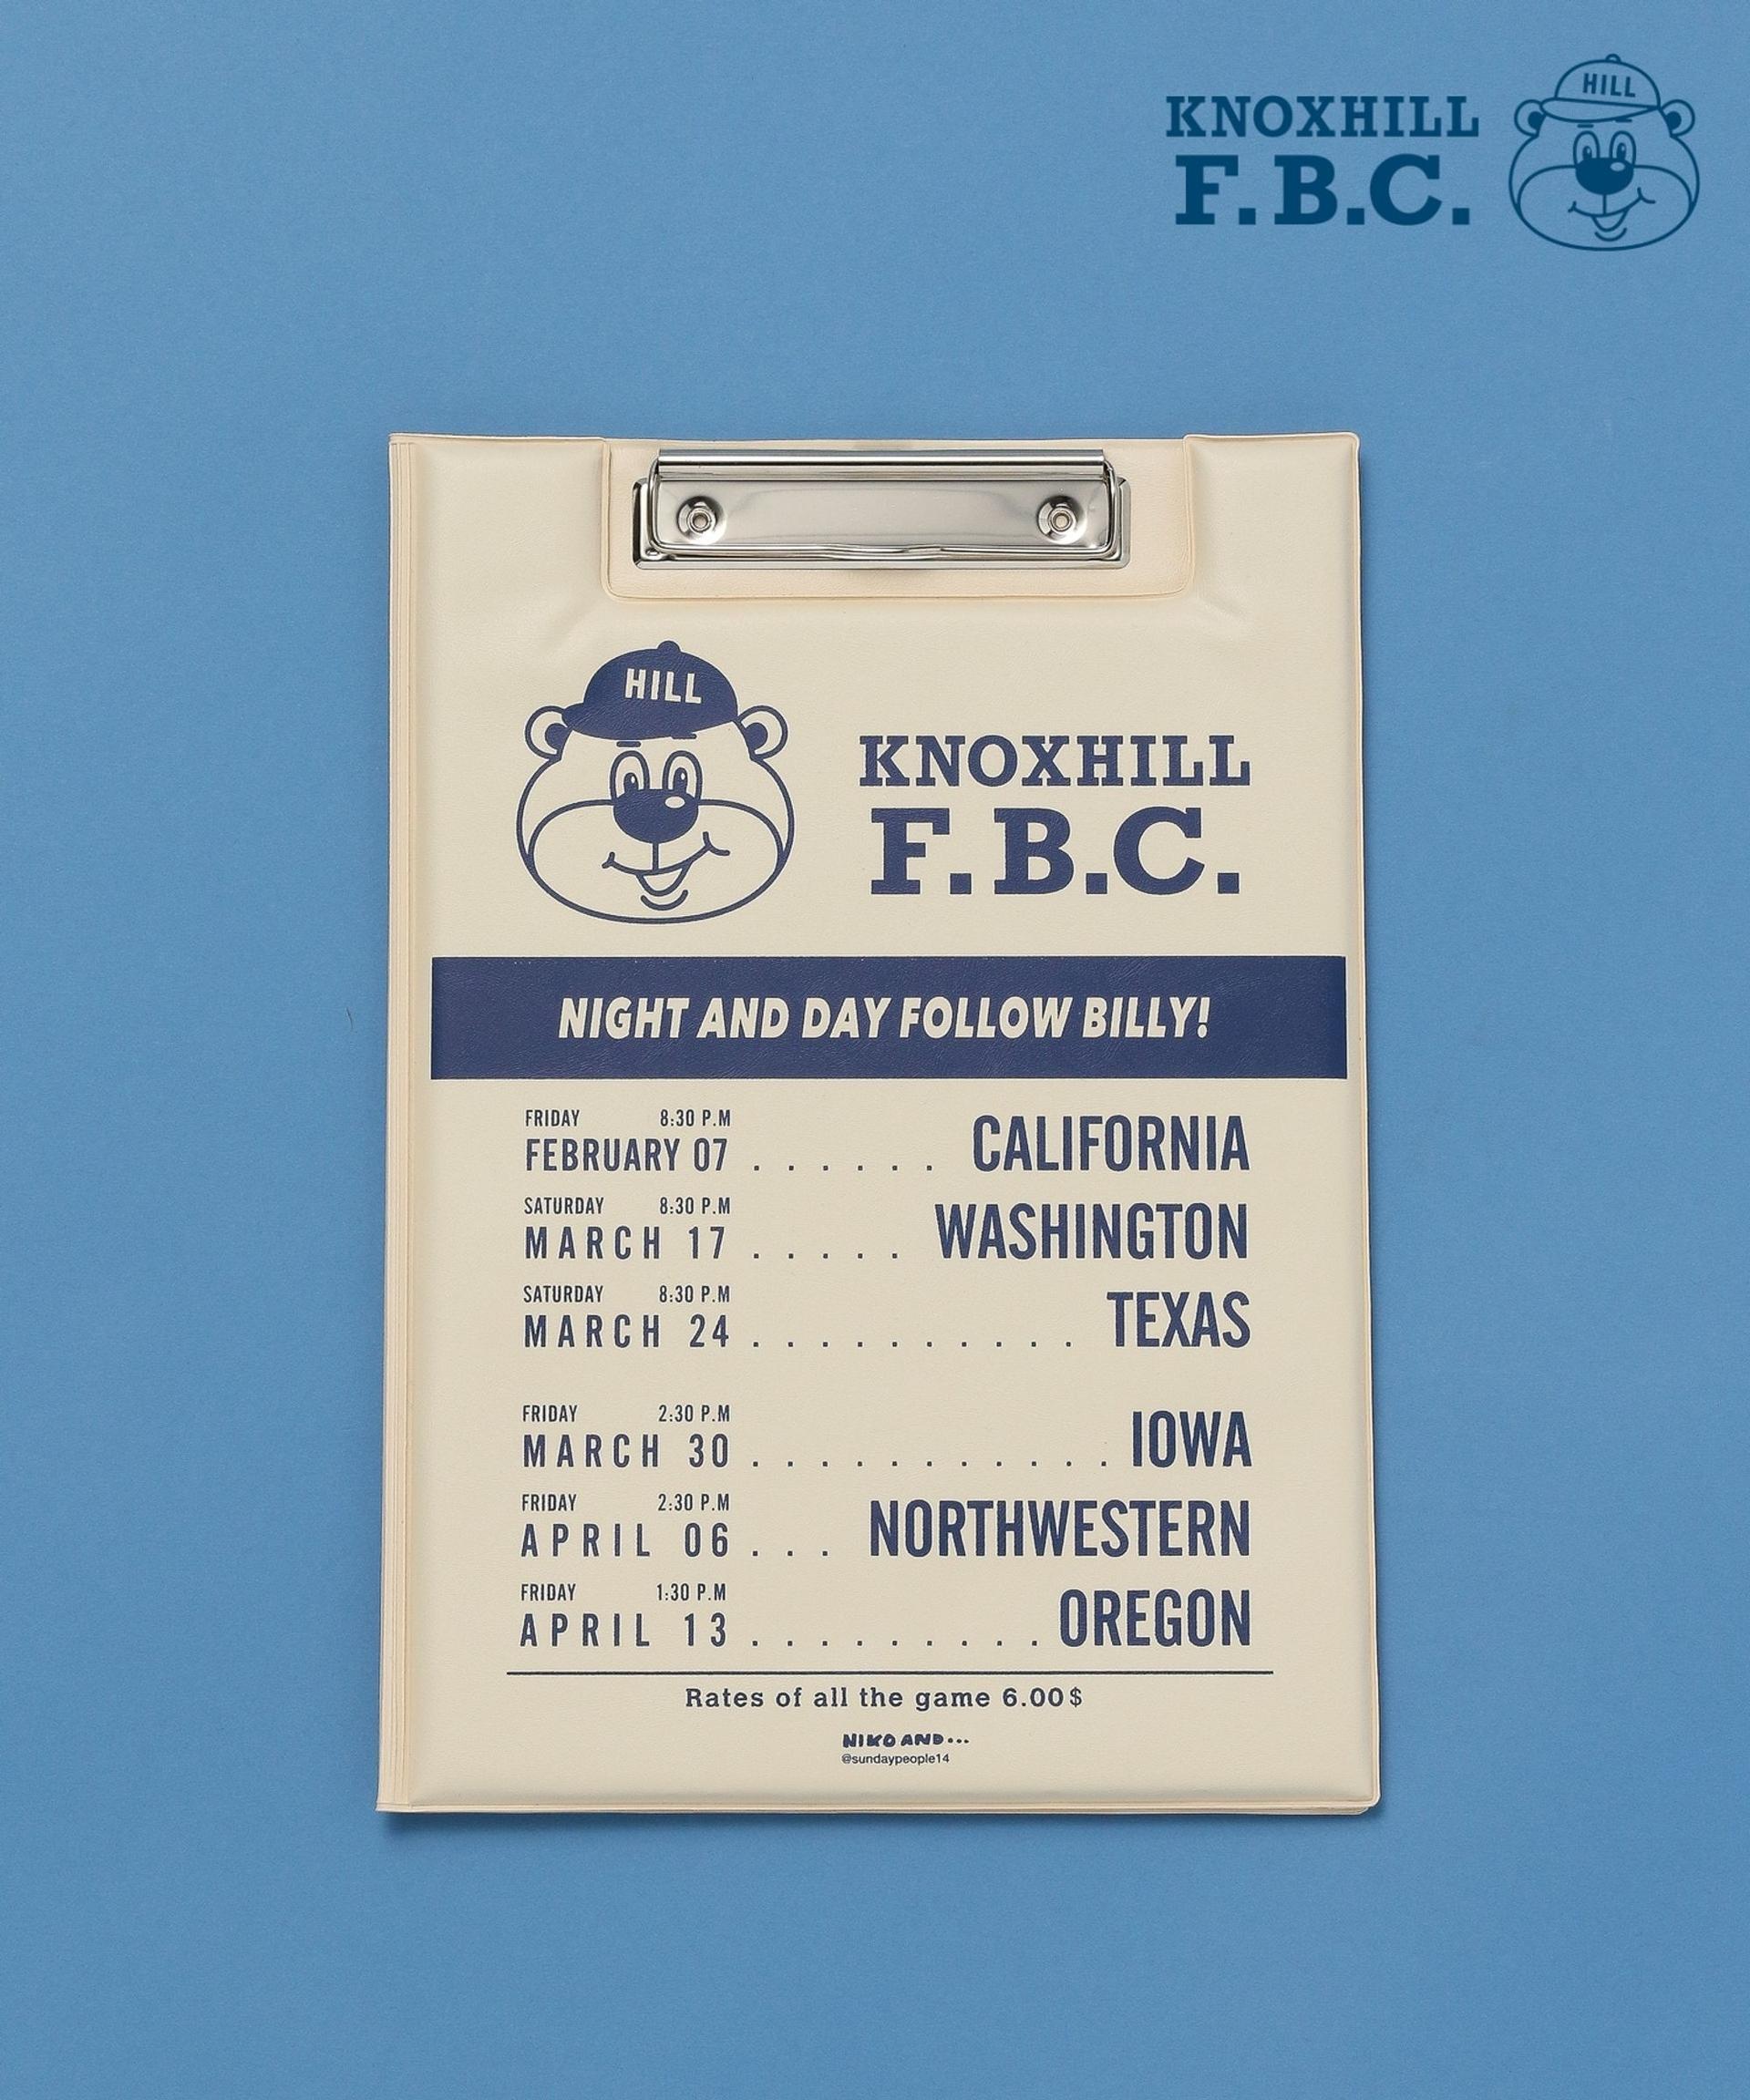 KNOXHILL
F.B.C.
HILL
HILL
KNOXHILL
F.B.C.
NIGHT AND DAY FOLLOW BILLY!
FRIDAY 8:30 P.M
FEBRUARY 07 . . . . . . CALIFORNIA
SATURDAY 8:30 P.M
MARCH 17 . . . . . WASHINGTON
SATURDAY 8:30 P.M
MARCH 24 . . . . . . . . . . TEXAS
FRIDAY 2:30 P.M
MARCH 30 . . . . . . . . . . . IOWA
FRIDAY 2:30 P.M
APRIL 06 . . . NORTHWESTERN
FRIDAY 1:30 P.M
APRIL 13 . . . . . . . . . OREGON
Rates of all the game 6.00$
NIKO AND...
@sundaypeople14